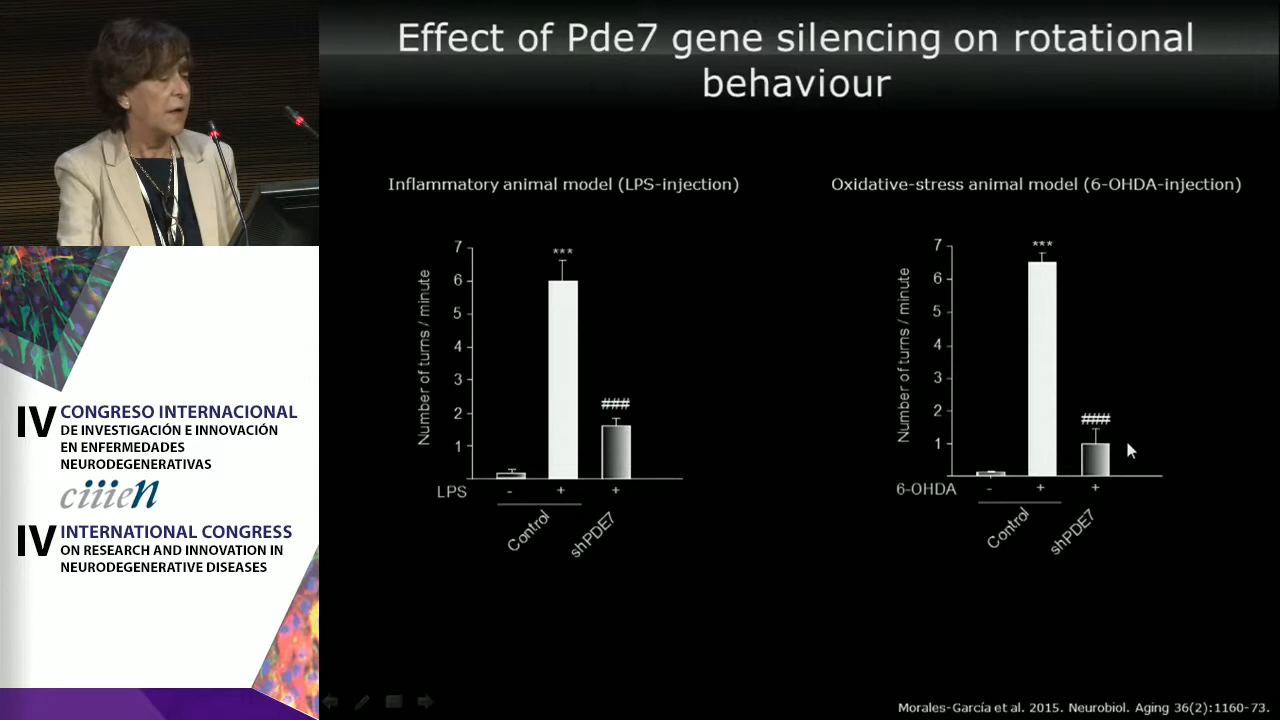 Effect of Pde7 gene silencing on rotational
behaviour
Inflammatory animal model (LPS-injection)
Number of turns / minute
7
6
5
4
3
2
1
***
###
LPS
-
+
+
Control
shPDE7
Oxidative-stress animal model (6-OHDA-injection)
Number of turns / minute
7
6
5
4
3
2
1
***
###
6-OHDA
-
+
+
Control
shPDE7
IV CONGRESO INTERNACIONAL
DE INVESTIGACIÓN E INNOVACIÓN
EN ENFERMEDADES
NEURODEGENERATIVAS
ciiien
IV INTERNATIONAL CONGRESS
ON RESEARCH AND INNOVATION IN
NEURODEGENERATIVE DISEASES
Morales-García et al. 2015. Neurobiol. Aging 36(2):1160-73.